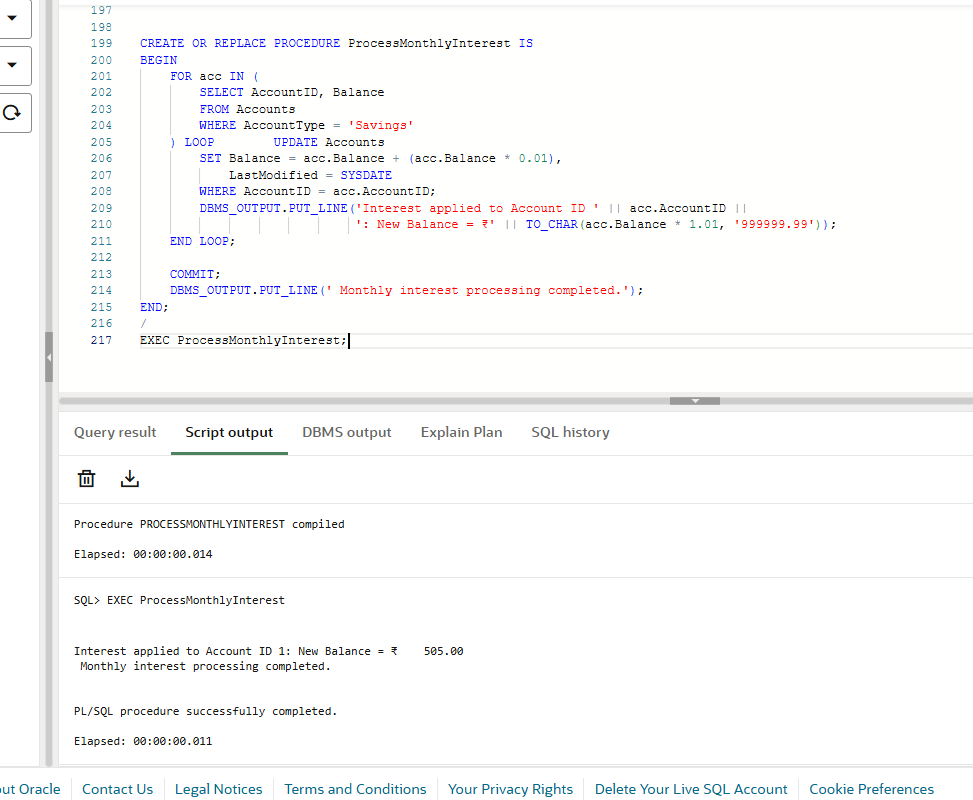 197
198
199 CREATE OR REPLACE PROCEDURE ProcessMonthlyInterest IS
200 BEGIN
201 FOR acc IN (
202 SELECT AccountID, Balance
203 FROM Accounts
204 WHERE AccountType = 'Savings'
205 ) LOOP UPDATE Accounts
206 SET Balance = acc.Balance + (acc.Balance * 0.01),
207 LastModified = SYSDATE
208 WHERE AccountID = acc.AccountID;
209 DBMS_OUTPUT.PUT_LINE('Interest applied to Account ID ' || acc.AccountID ||
210 ': New Balance = ₹' || TO_CHAR(acc.Balance * 1.01, '999999.99'));
211 END LOOP;
212
213 COMMIT;
214 DBMS_OUTPUT.PUT_LINE(' Monthly interest processing completed.');
215 END;
216 /
217 EXEC ProcessMonthlyInterest;
Query result Script output DBMS output Explain Plan SQL history
Procedure PROCESSMONTHLYINTEREST compiled
Elapsed: 00:00:00.014
SQL> EXEC ProcessMonthlyInterest
Interest applied to Account ID 1: New Balance = ₹ 505.00
Monthly interest processing completed.
PL/SQL procedure successfully completed.
Elapsed: 00:00:00.011
out Oracle Contact Us Legal Notices Terms and Conditions Your Privacy Rights Delete Your Live SQL Account Cookie Preferences